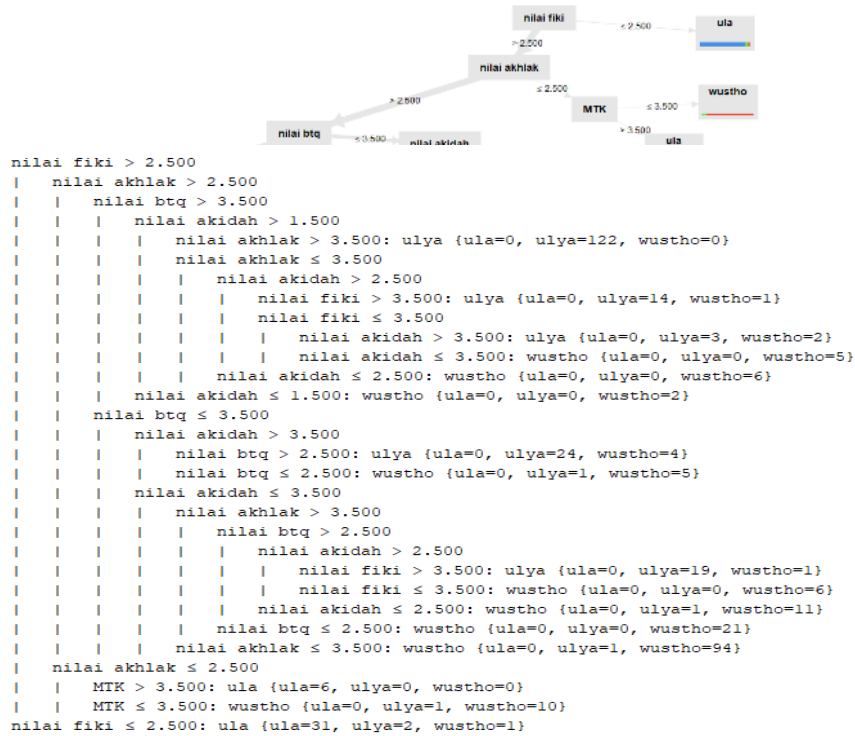 nilai fiki
≤ 2.500
ula
> 2.500
nilai akhlak
≤ 2.500
wustho
> 2.500
MTK
≤ 3.500
nilai btq
≤ 3.500
nilai akidah
> 3.500
ula
nilai fiki > 2.500
|   nilai akhlak > 2.500
|   |   nilai btq > 3.500
|   |   |   nilai akidah > 1.500
|   |   |   |   nilai akhlak > 3.500: ulya {ula=0, ulya=122, wustho=0}
|   |   |   |   nilai akhlak ≤ 3.500
|   |   |   |   |   nilai akidah > 2.500
|   |   |   |   |   |   nilai fiki > 3.500: ulya {ula=0, ulya=14, wustho=1}
|   |   |   |   |   |   nilai fiki ≤ 3.500
|   |   |   |   |   |   |   nilai akidah > 3.500: ulya {ula=0, ulya=3, wustho=2}
|   |   |   |   |   |   |   nilai akidah ≤ 3.500: wustho {ula=0, ulya=0, wustho=5}
|   |   |   |   |   nilai akidah ≤ 2.500: wustho {ula=0, ulya=0, wustho=6}
|   |   |   nilai akidah ≤ 1.500: wustho {ula=0, ulya=0, wustho=2}
|   |   nilai btq ≤ 3.500
|   |   |   nilai akidah > 3.500
|   |   |   |   nilai btq > 2.500: ulya {ula=0, ulya=24, wustho=4}
|   |   |   |   nilai btq ≤ 2.500: wustho {ula=0, ulya=1, wustho=5}
|   |   |   nilai akidah ≤ 3.500
|   |   |   |   nilai akhlak > 3.500
|   |   |   |   |   nilai btq > 2.500
|   |   |   |   |   |   nilai akidah > 2.500
|   |   |   |   |   |   |   nilai fiki > 3.500: ulya {ula=0, ulya=19, wustho=1}
|   |   |   |   |   |   |   nilai fiki ≤ 3.500: wustho {ula=0, ulya=0, wustho=6}
|   |   |   |   |   |   nilai akidah ≤ 2.500: wustho {ula=0, ulya=1, wustho=11}
|   |   |   |   |   nilai btq ≤ 2.500: wustho {ula=0, ulya=0, wustho=21}
|   |   |   |   nilai akhlak ≤ 3.500: wustho {ula=0, ulya=1, wustho=94}
|   nilai akhlak ≤ 2.500
|   |   MTK > 3.500: ula {ula=6, ulya=0, wustho=0}
|   |   MTK ≤ 3.500: wustho {ula=0, ulya=1, wustho=10}
nilai fiki ≤ 2.500: ula {ula=31, ulya=2, wustho=1}